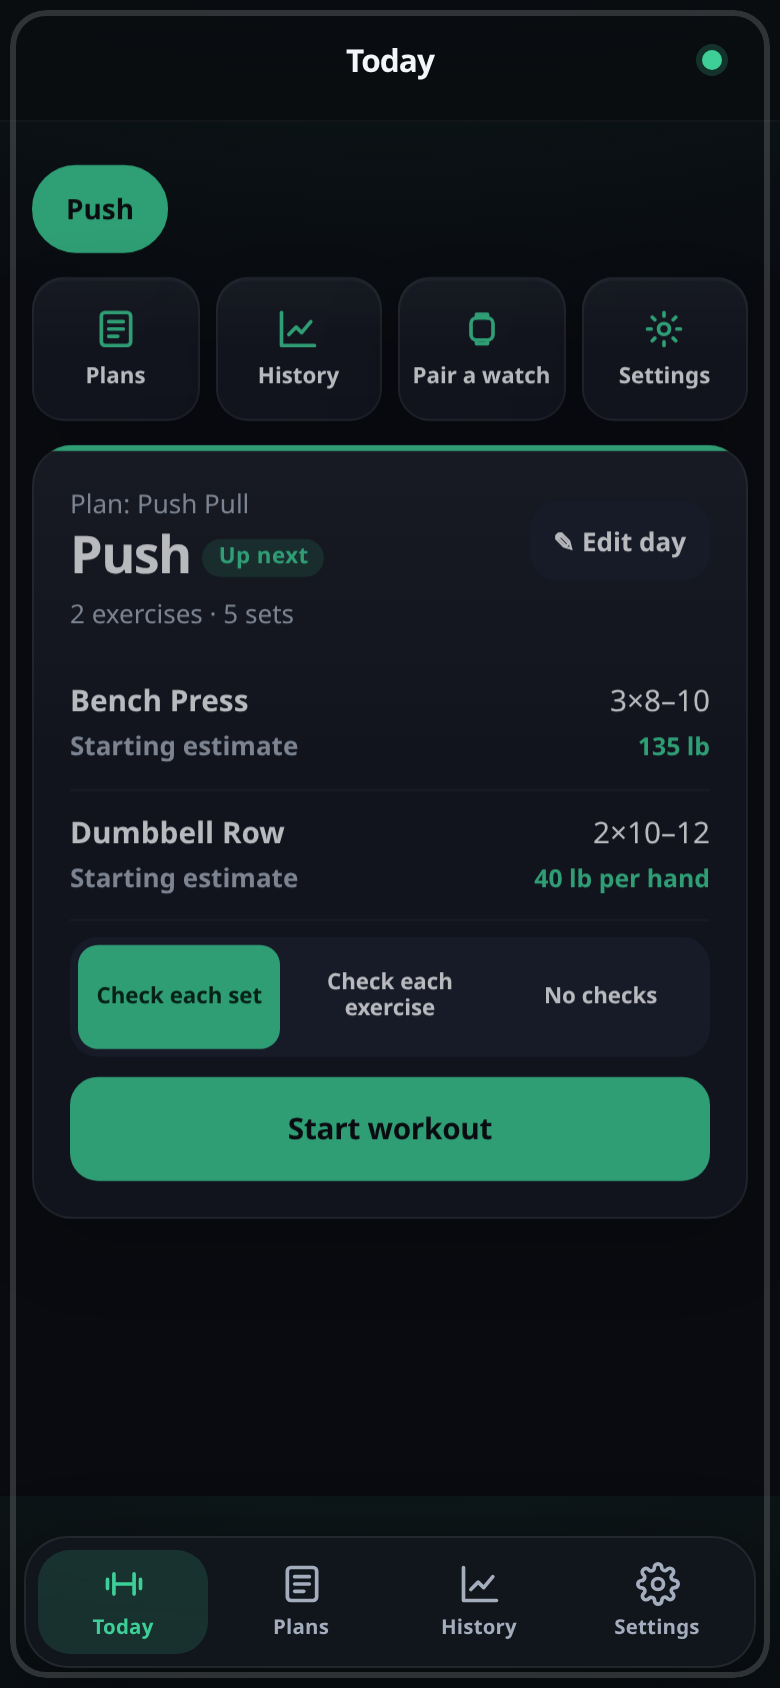 Today
Push
Plans
History
Pair a watch
Settings
Plan: Push Pull
Push
Up next
✎ Edit day
2 exercises · 5 sets
Bench Press
3×8–10
Starting estimate
135 lb
Dumbbell Row
2×10–12
Starting estimate
40 lb per hand
Check each set
Check each
exercise
No checks
Start workout
Today
Plans
History
Settings